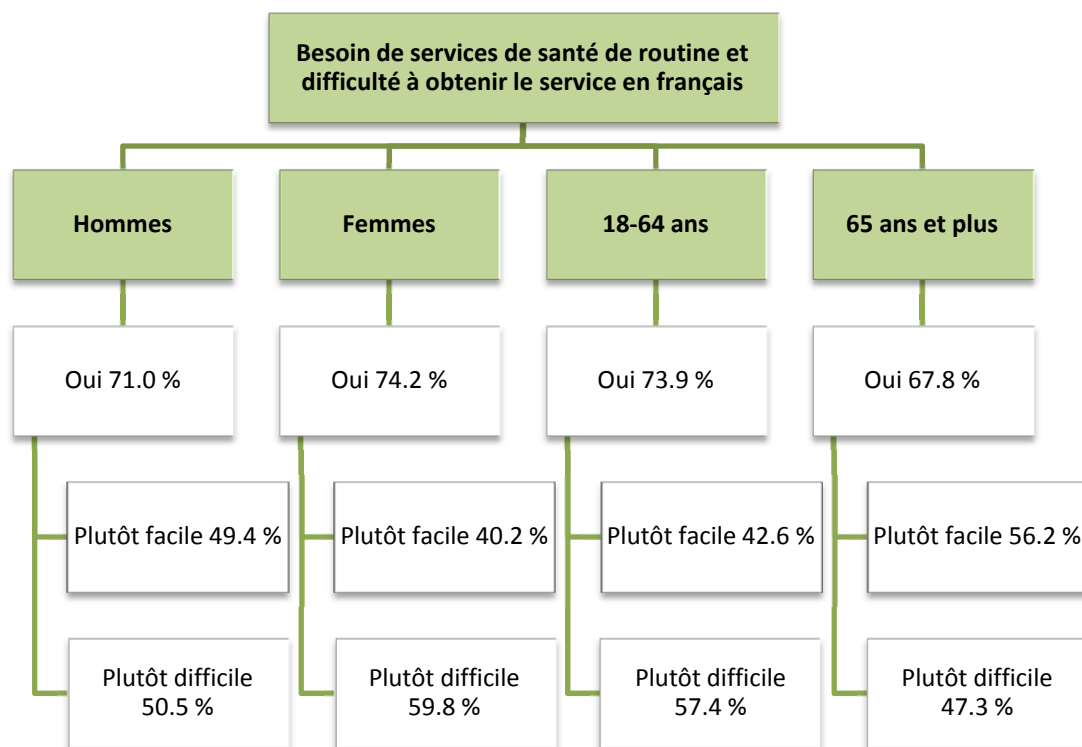 Besoin de services de santé de routine et
difficulté à obtenir le service en français
Hommes
Femmes
18-64 ans
65 ans et plus
Oui 71.0 %
Oui 74.2 %
Oui 73.9 %
Oui 67.8 %
Plutôt facile 49.4 %
Plutôt facile 40.2 %
Plutôt facile 42.6 %
Plutôt facile 56.2 %
Plutôt difficile
50.5 %
Plutôt difficile
59.8 %
Plutôt difficile
57.4 %
Plutôt difficile
47.3 %